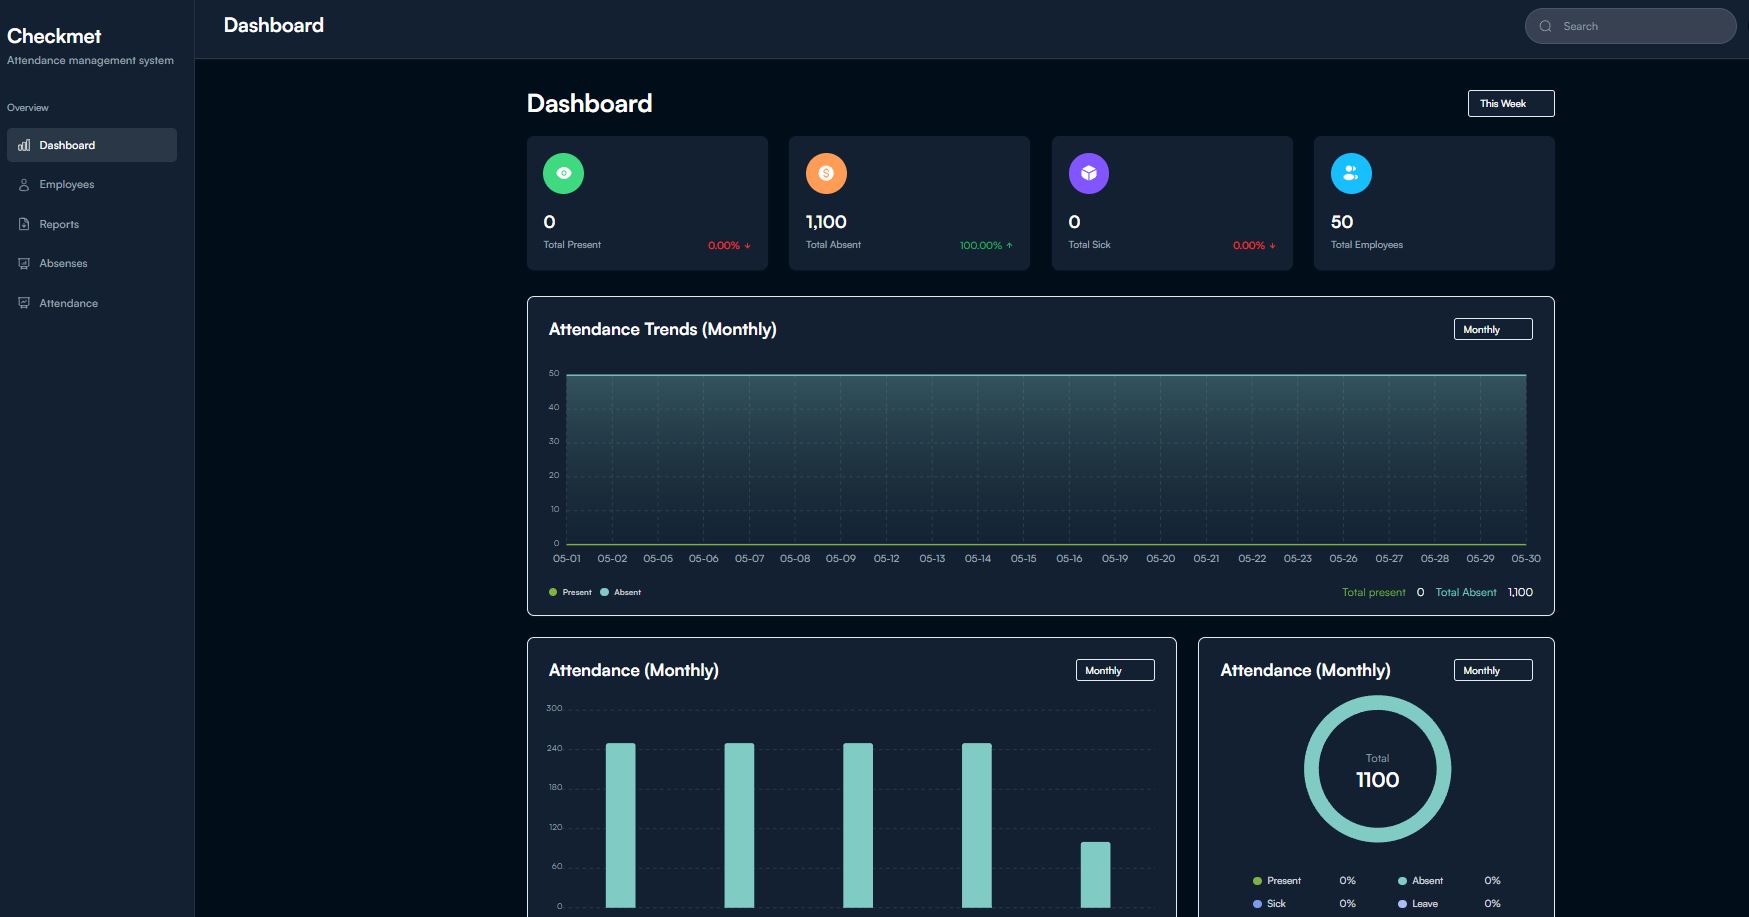 Checkmet
Attendance management system
Overview
Dashboard
Employees
Reports
Absenses
Attendance
Dashboard
Search
Dashboard
This Week
0
Total Present
0.00% ↓
1,100
Total Absent
100.00% ↑
0
Total Sick
0.00% ↓
50
Total Employees
Attendance Trends (Monthly)
Monthly
50
40
30
20
10
0
05-01 05-02 05-05 05-06 05-07 05-08 05-09 05-12 05-13 05-14 05-15 05-16 05-19 05-20 05-21 05-22 05-23 05-26 05-27 05-28 05-29 05-30
Present Absent
Total present 0 Total Absent 1,100
Attendance (Monthly)
Monthly
300
240
180
120
60
0
Attendance (Monthly)
Monthly
Total
1100
Present 0% Absent 0%
Sick 0% Leave 0%